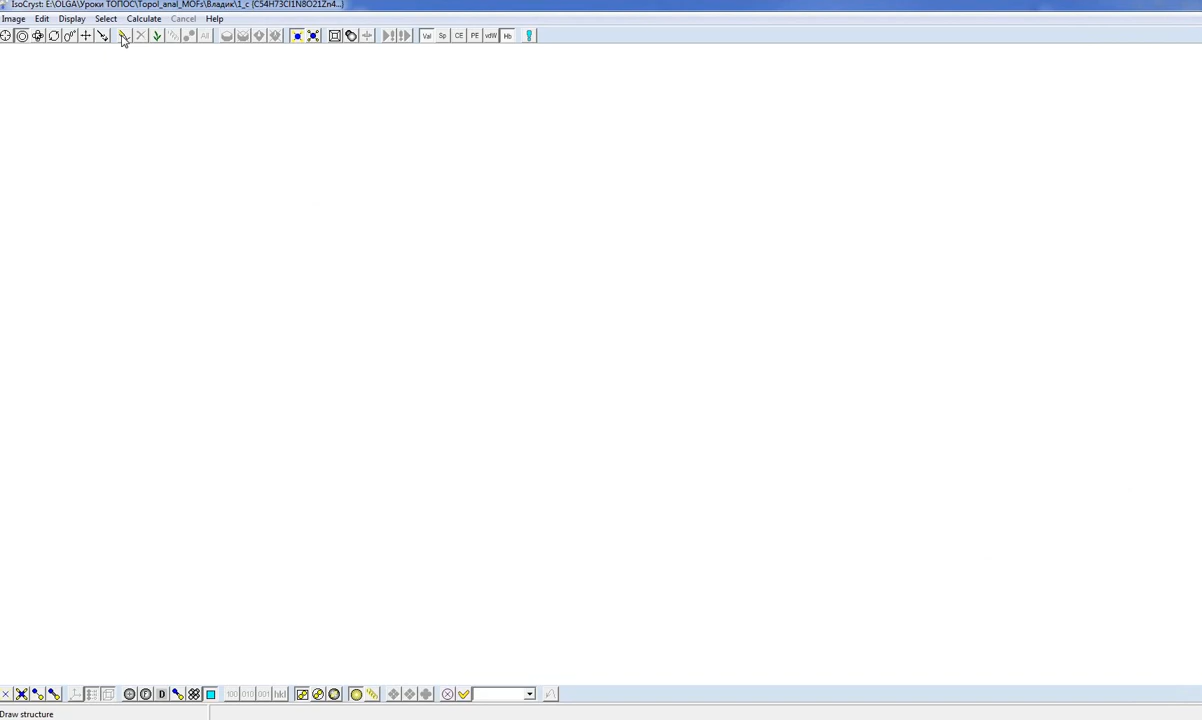 IsoCryst: E:\OLGA\Уроки ТОПОС\Topol_anal_MOFs\Владик\1_c (C54H73Cl1N8O21Zn4...)
Image Edit Display Select Calculate Cancel Help
All Val Sp CE PE vdW Hb
F D 100 010 001 hkl
Draw structure